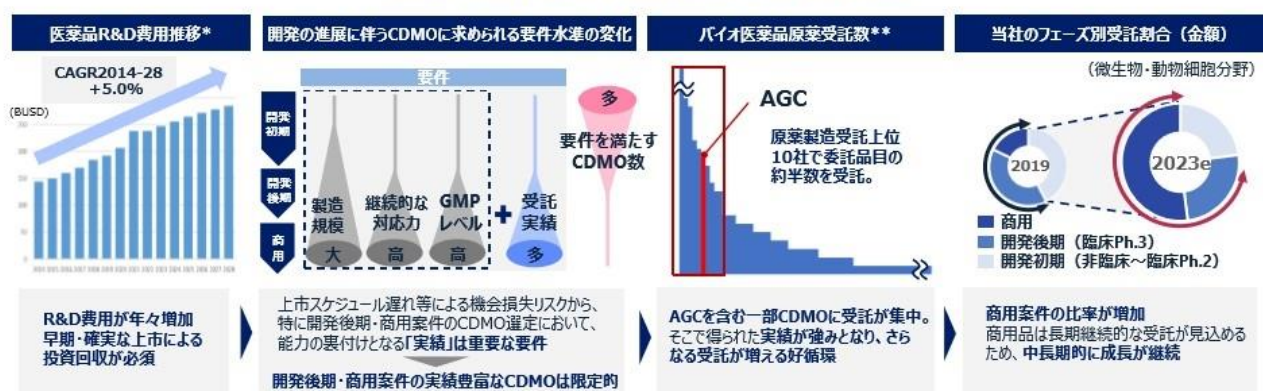 医薬品R&D費用推移*
CAGR2014-28
+5.0%
(BUSD)
R&D費用が年々増加
早期・確実な上市による
投資回収が必須
開発の進展に伴うCDMOに求められる要件水準の変化
要件
開発
初期
開発
後期
商
用
製造
規模
大
継続的な
対応力
高
GMP
レベル
高
+
受託
実績
多
多
要件を満たす
CDMO数
上市スケジュール遅れ等による機会損失リスクから、
特に開発後期・商用案件のCDMO選定において、
能力の裏付けとなる「実績」は重要な要件
開発後期・商用案件の実績豊富なCDMOは限定的
バイオ医薬品原薬受託数**
AGC
原薬製造受託上位
10社で委託品目の
約半数を受託。
AGCを含む一部CDMOに受託が集中。
そこで得られた実績が強みとなり、さら
なる受託が増える好循環
当社のフェーズ別受託割合（金額）
（微生物・動物細胞分野）
2019
2023e
商用
開発後期（臨床Ph.3）
開発初期（非臨床～臨床Ph.2）
商用案件の比率が増加
商用品は長期継続的な受託が見込める
ため、中長期的に成長が継続